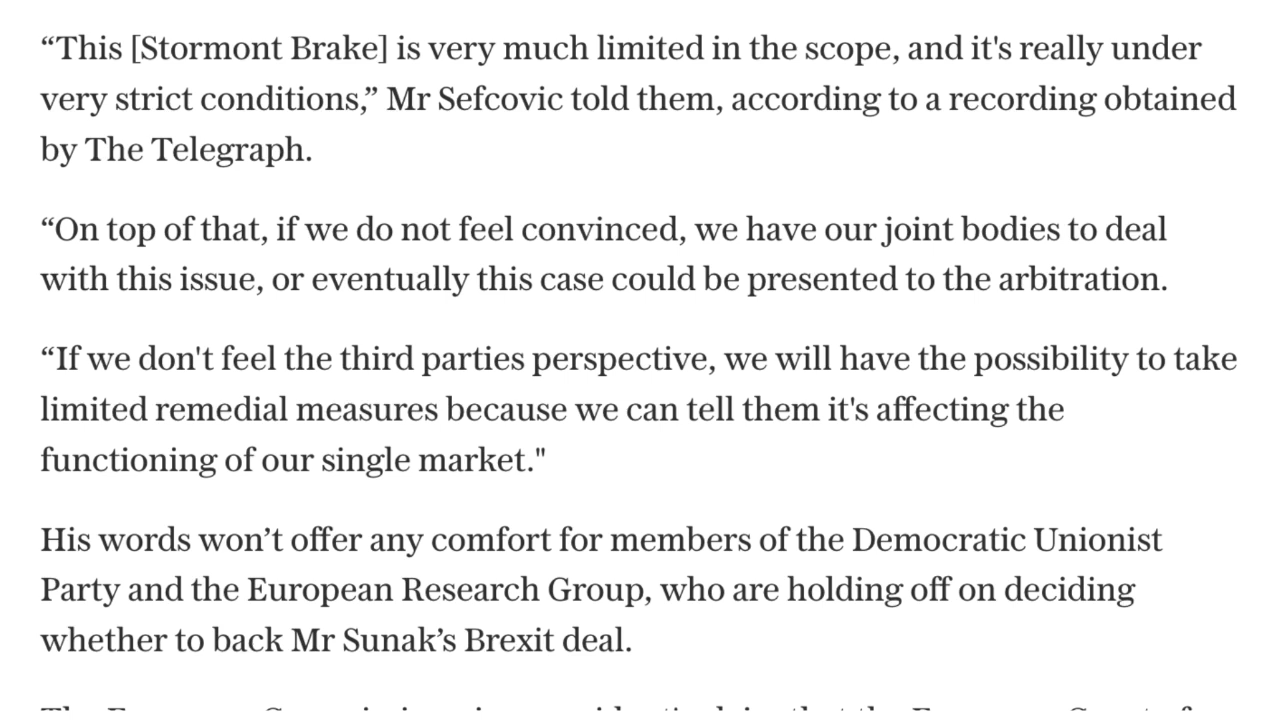 “This [Stormont Brake] is very much limited in the scope, and it's really under
very strict conditions,” Mr Sefcovic told them, according to a recording obtained
by The Telegraph.
“On top of that, if we do not feel convinced, we have our joint bodies to deal
with this issue, or eventually this case could be presented to the arbitration.
“If we don't feel the third parties perspective, we will have the possibility to take
limited remedial measures because we can tell them it's affecting the
functioning of our single market."
His words won’t offer any comfort for members of the Democratic Unionist
Party and the European Research Group, who are holding off on deciding
whether to back Mr Sunak’s Brexit deal.